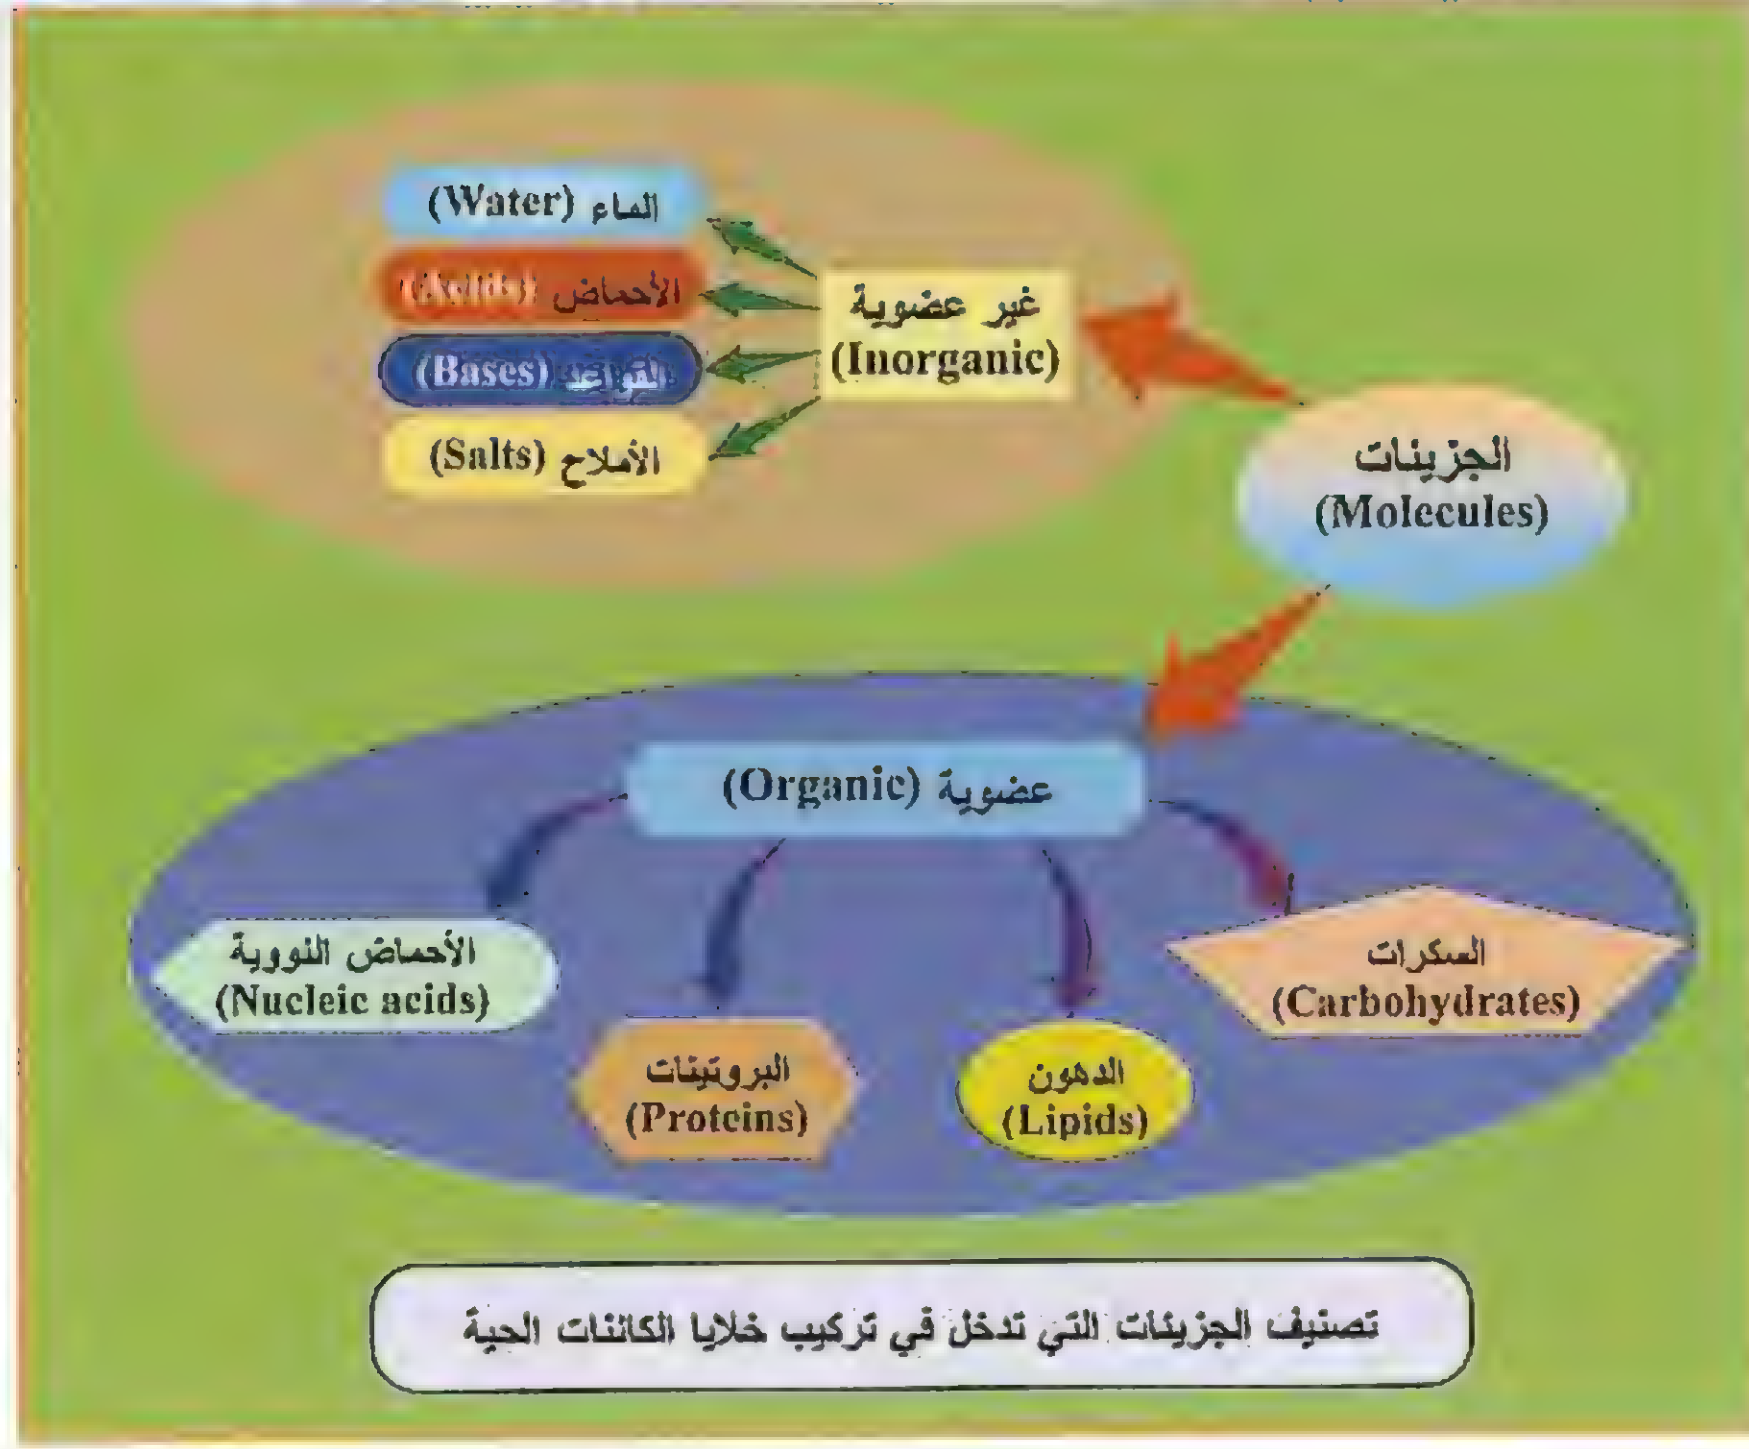 الماء (Water)
الأحماض (Acids)
القواعد (Bases)
الأملاح (Salts)
غير عضوية
(Inorganic)
الجزيئات
(Molecules)
عضوية (Organic)
السكرات
(Carbohydrates)
الدهون
(Lipids)
البروتينات
(Proteins)
الأحماض النووية
(Nucleic acids)
تصنيف الجزيئات التي تدخل في تركيب خلايا الكائنات الحية